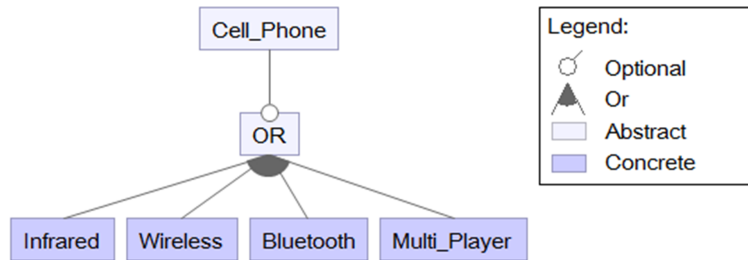 Cell_Phone
OR
Infrared
Wireless
Bluetooth
Multi_Player
Legend:
Optional
Or
Abstract
Concrete